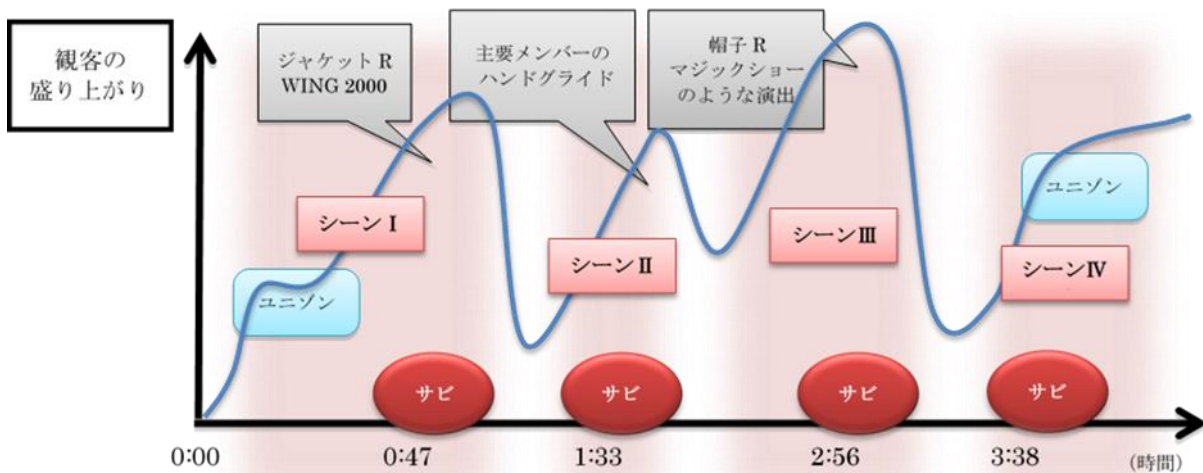 観客の
盛り上がり
ジャケット R
WING 2000
主要メンバーの
ハンドグライド
帽子 R
マジックショー
のような演出
シーンⅠ
シーンⅡ
シーンⅢ
シーンⅣ
ユニゾン
ユニゾン
サビ
サビ
サビ
サビ
0:00
0:47
1:33
2:56
3:38
(時間)